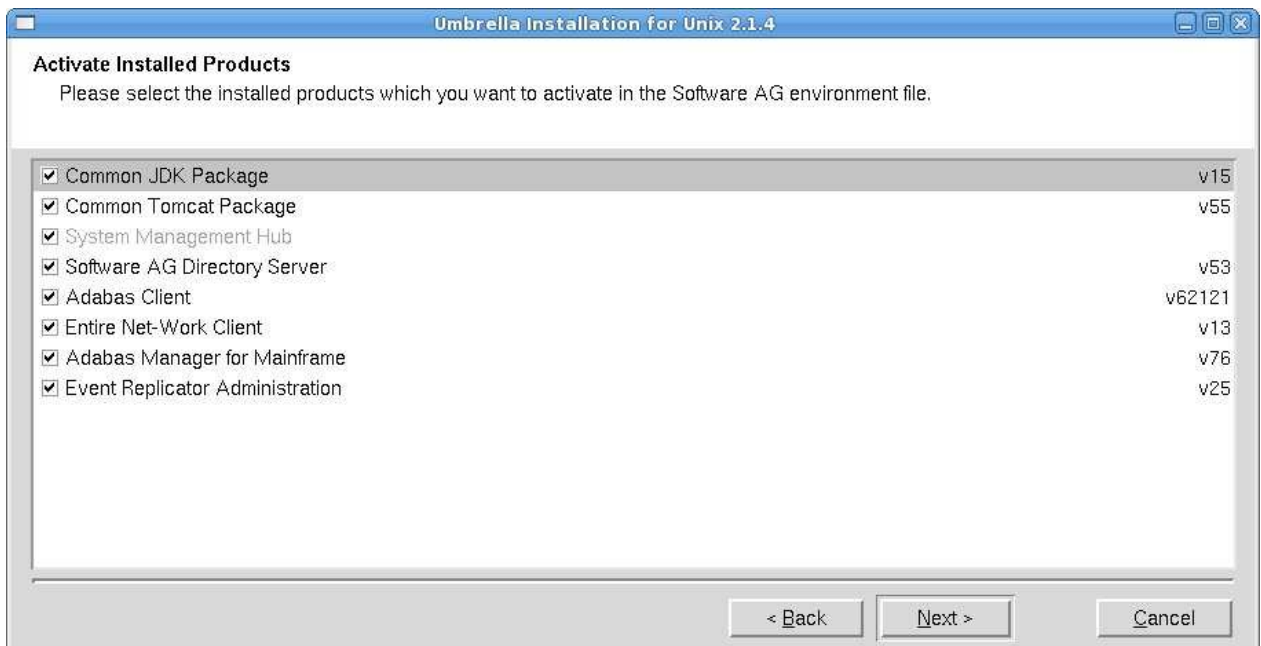 Umbrella Installation for Unix 2.1.4
Activate Installed Products
Please select the installed products which you want to activate in the Software AG environment file.
Common JDK Package v15
Common Tomcat Package v55
System Management Hub
Software AG Directory Server v53
Adabas Client v62121
Entire Net-Work Client v13
Adabas Manager for Mainframe v76
Event Replicator Administration v25
< Back Next > Cancel